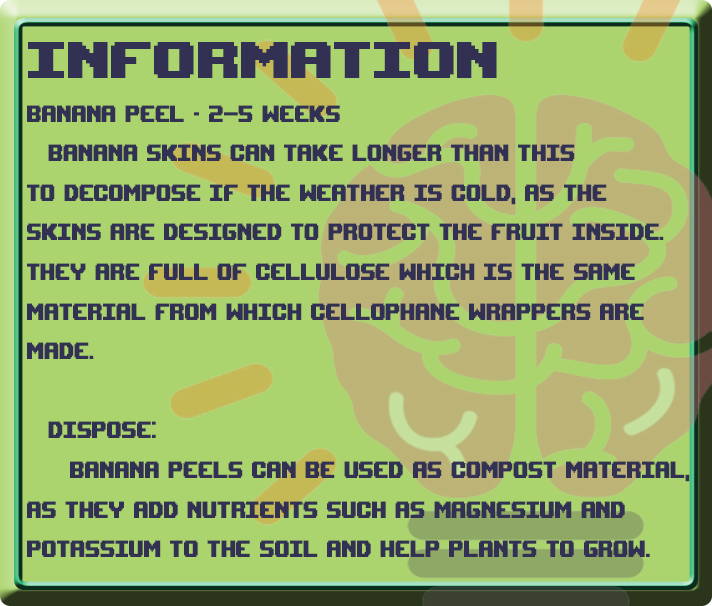 INFORMATION
BANANA PEEL - 2-5 WEEKS
BANANA SKINS CAN TAKE LONGER THAN THIS
TO DECOMPOSE IF THE WEATHER IS COLD, AS THE
SKINS ARE DESIGNED TO PROTECT THE FRUIT INSIDE.
THEY ARE FULL OF CELLULOSE WHICH IS THE SAME
MATERIAL FROM WHICH CELLOPHANE WRAPPERS ARE
MADE.
DISPOSE:
BANANA PEELS CAN BE USED AS COMPOST MATERIAL,
AS THEY ADD NUTRIENTS SUCH AS MAGNESIUM AND
POTASSIUM TO THE SOIL AND HELP PLANTS TO GROW.